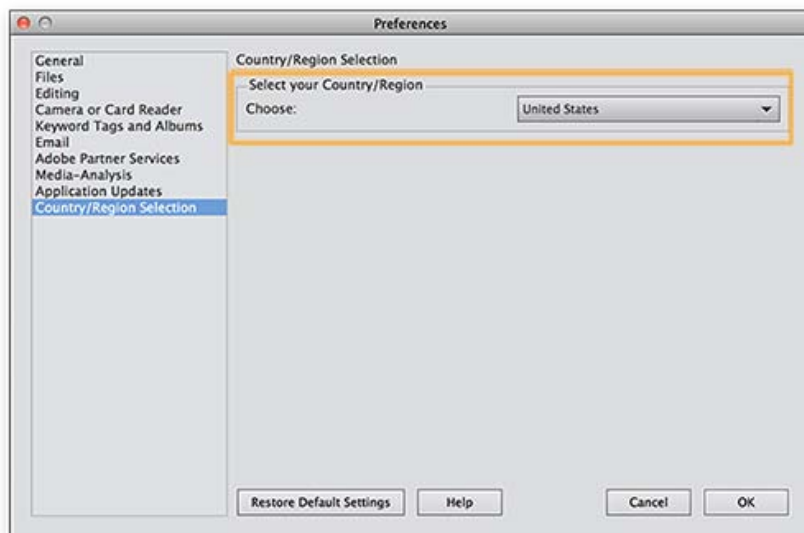 Preferences
General
Files
Editing
Camera or Card Reader
Keyword Tags and Albums
Email
Adobe Partner Services
Media-Analysis
Application Updates
Country/Region Selection
Country/Region Selection
Select your Country/Region
Choose: United States
Restore Default Settings Help Cancel OK